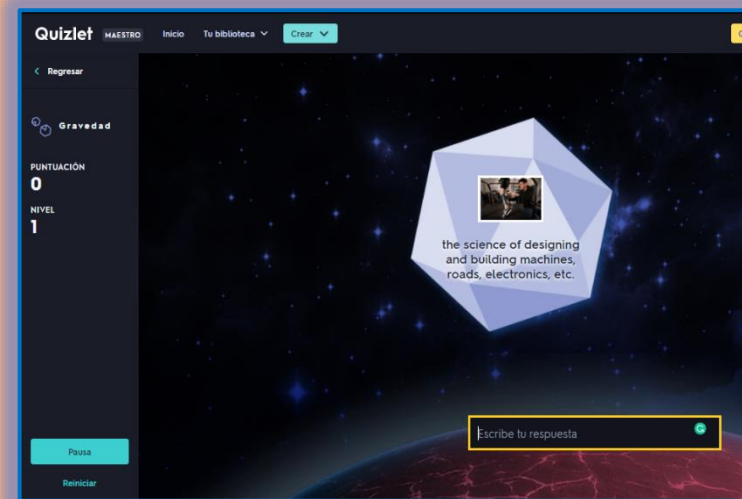 Quizlet MAESTRO Inicio Tu biblioteca Crear
Regresar
Gravedad
PUNTUACIÓN
0
NIVEL
1
the science of designing
and building machines,
roads, electronics, etc.
Escribe tu respuesta
Pausa
Reiniciar